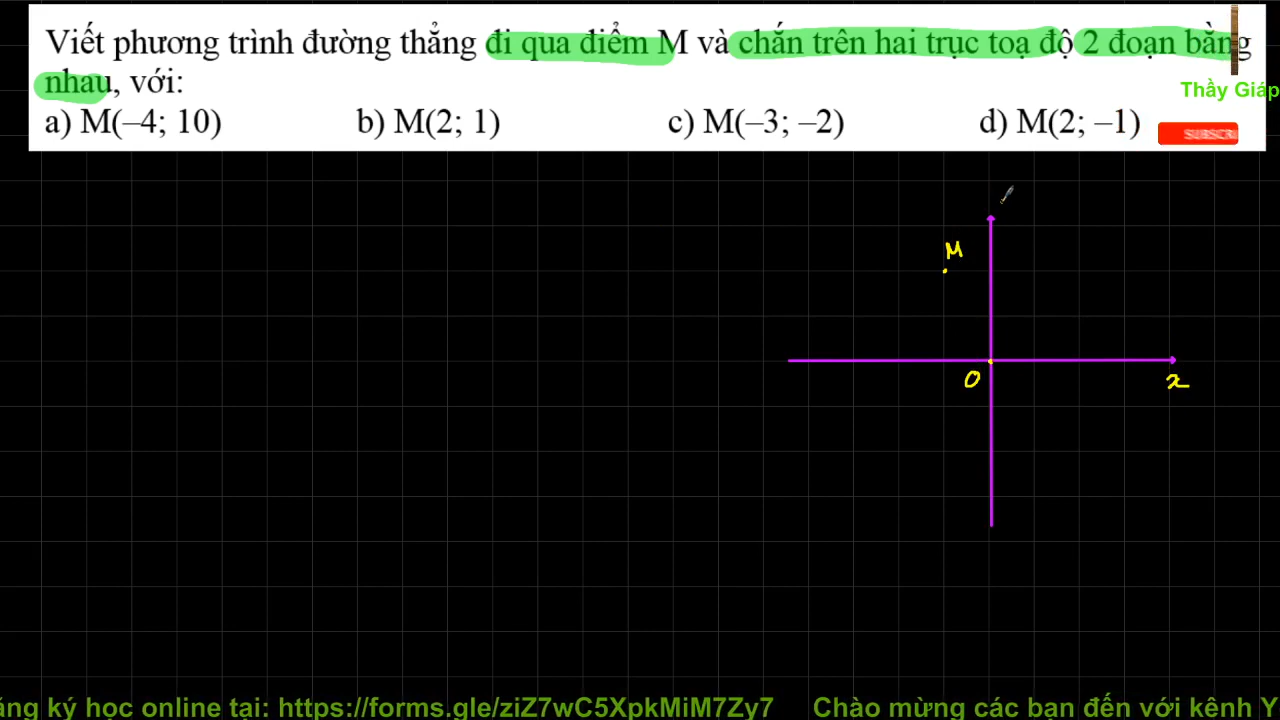 Viết phương trình đường thẳng đi qua điểm M và chắn trên hai trục toạ độ 2 đoạn bằng
nhau, với:
Thầy Giáp
a) M(–4; 10) b) M(2; 1) c) M(–3; –2) d) M(2; –1)
SUBSCRI
M
O
x
ăng ký học online tại: https://forms.gle/ziZ7wC5XpkMiM7Zy7 Chào mừng các bạn đến với kênh Y